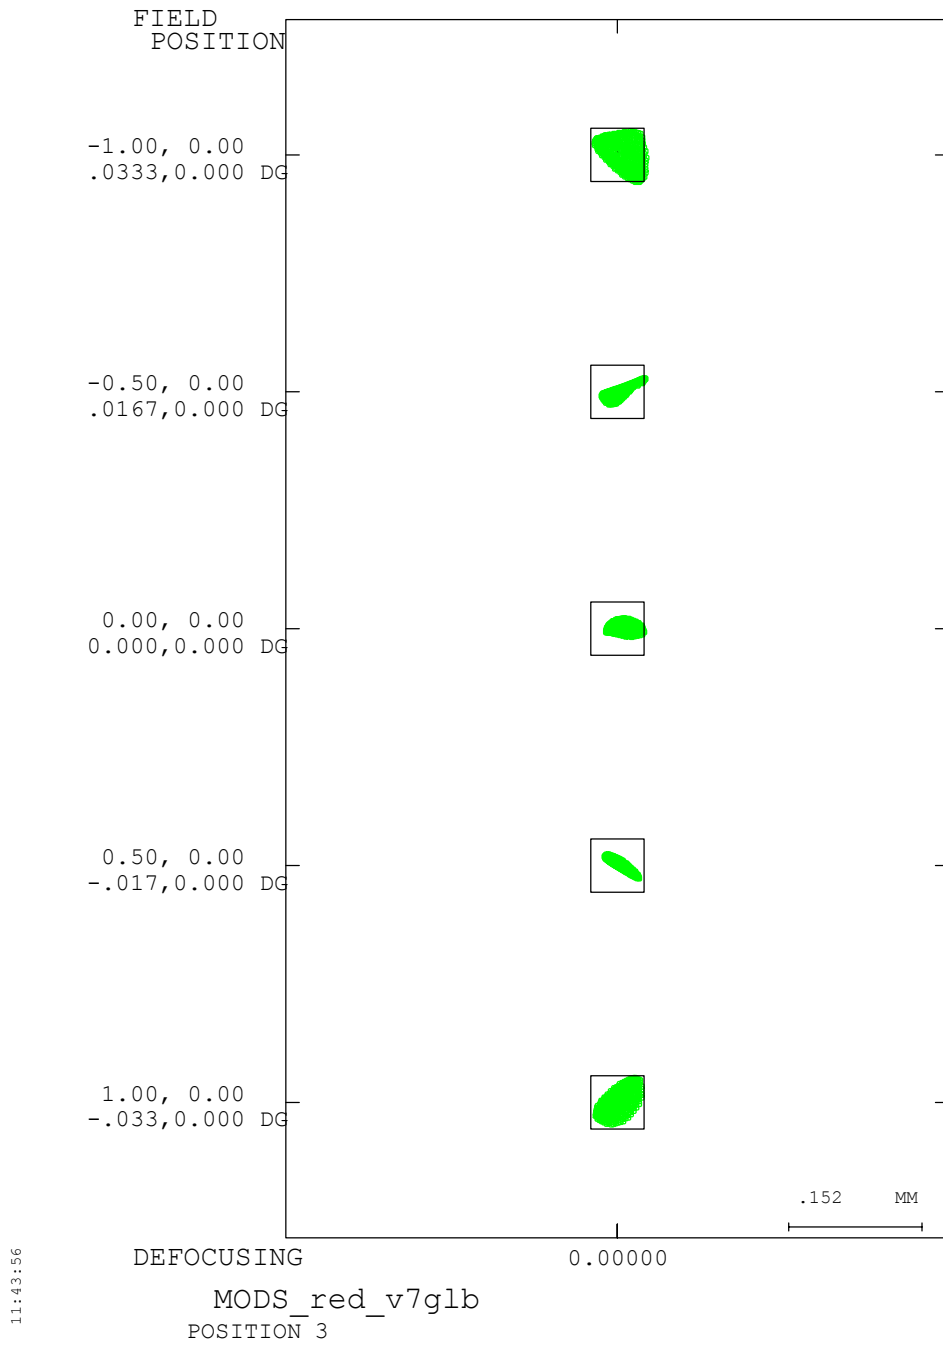 FIELD
POSITION
-1.00, 0.00
.0333,0.000 DG
-0.50, 0.00
.0167,0.000 DG
0.00, 0.00
0.000,0.000 DG
0.50, 0.00
-.017,0.000 DG
1.00, 0.00
-.033,0.000 DG
.152 MM
DEFOCUSING 0.00000
MODS_red_v7glb
POSITION 3
11:43:56